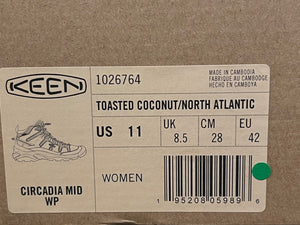 KEEN
1026764
MADE IN CAMBODIA
FABRIQUÉ AU CAMBODGE
HECHO EN CAMBOYA
TOASTED COCONUT/NORTH ATLANTIC
US 11
UK 8.5
CM 28
EU 42
CIRCADIA MID
WP
WOMEN
1 95208 05989 6